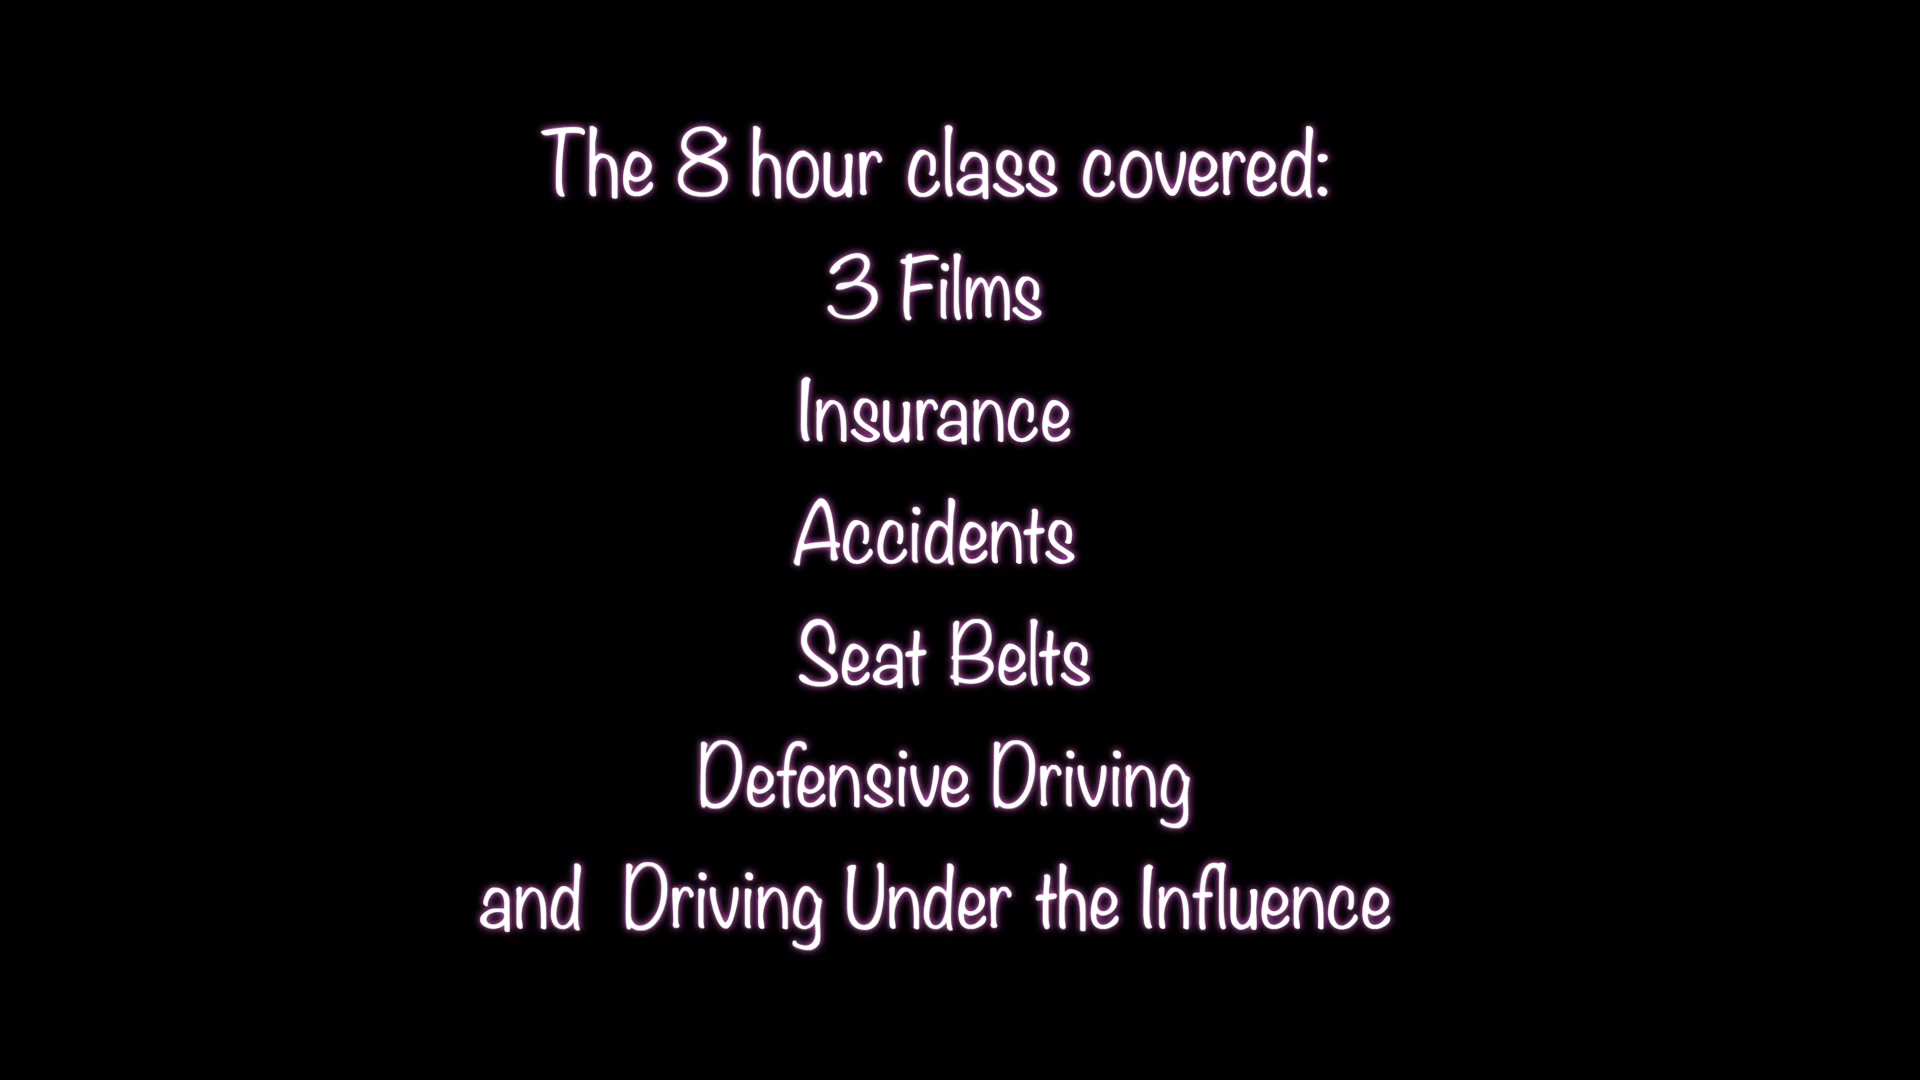 The 8 hour class covered:
3 Films
Insurance
Accidents
Seat Belts
Defensive Driving
and  Driving Under the Influence